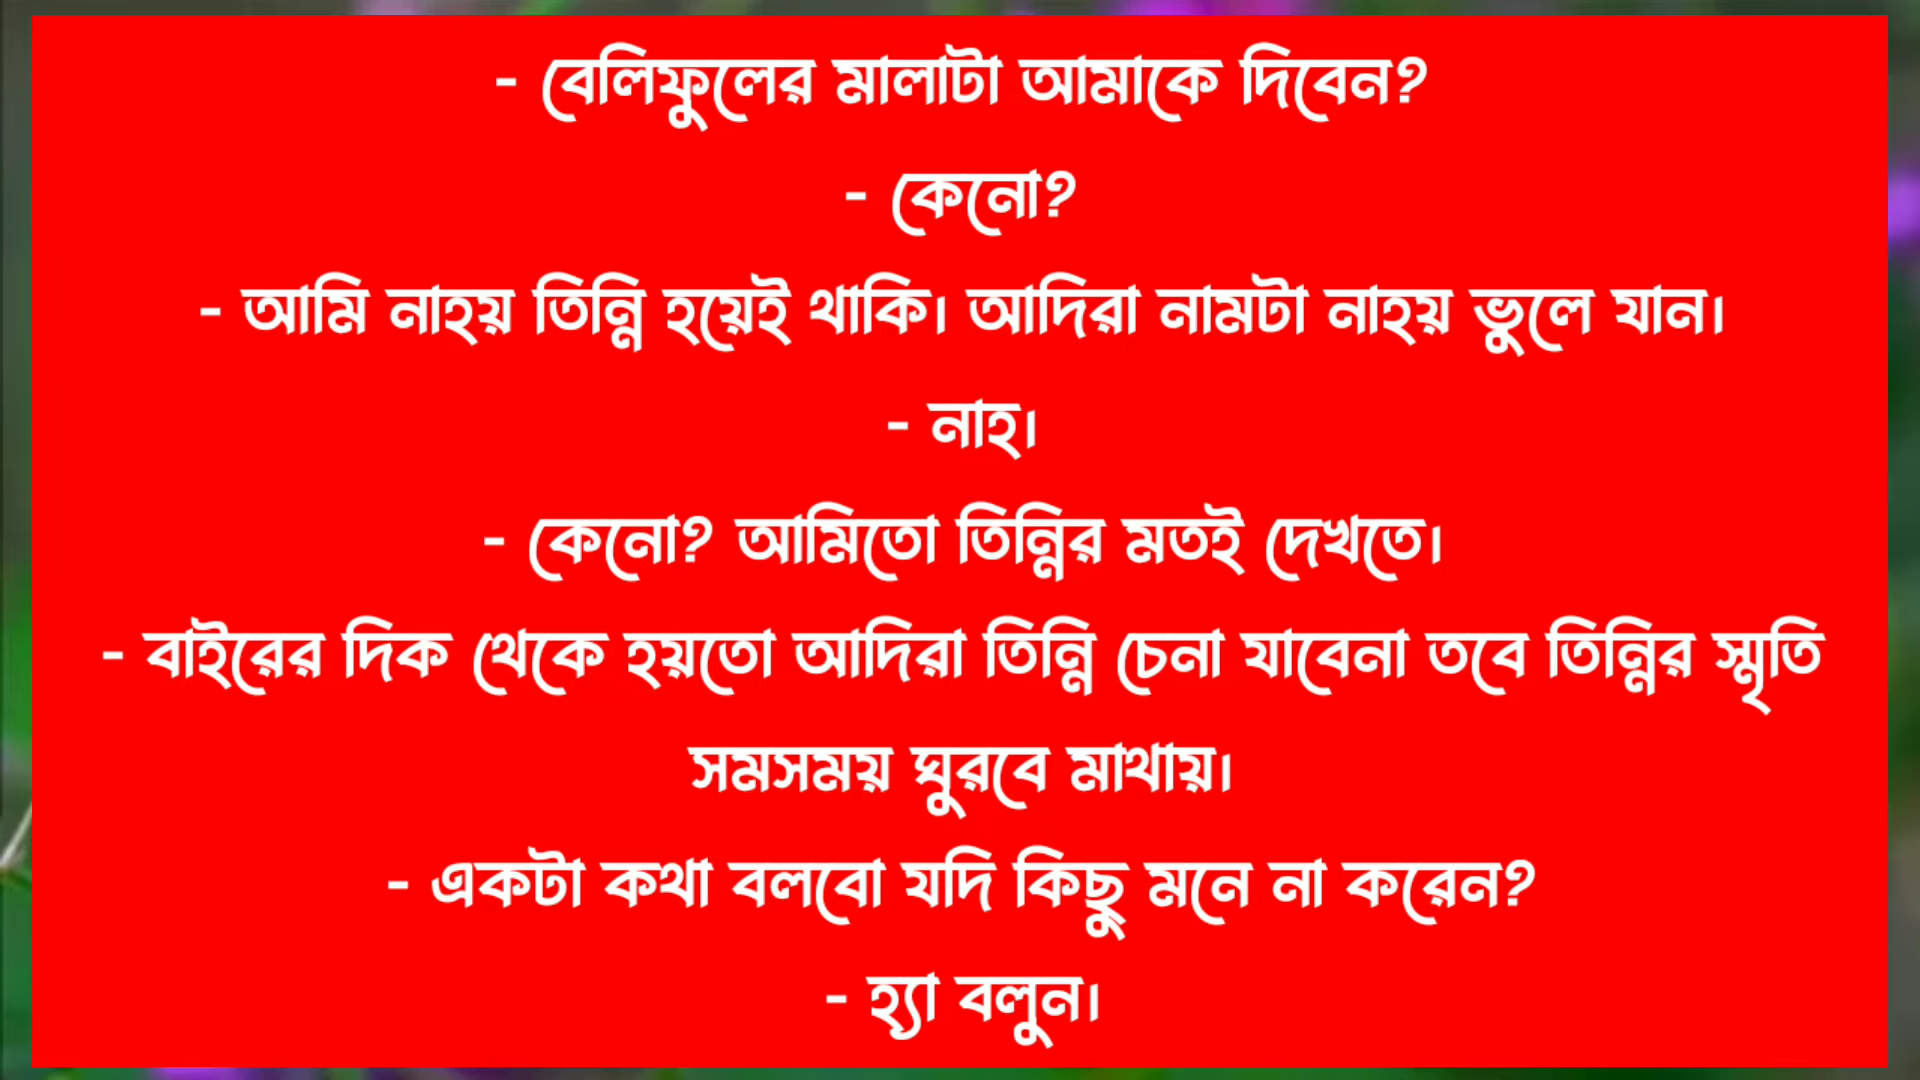 - বেলিফুলের মালাটা আমাকে দিবেন?
- কেনো?
- আমি নাহয় তিন্নি হয়েই থাকি। আদিরা নামটা নাহয় ভুলে যান।
- নাহ।
- কেনো? আমিতো তিন্নির মতই দেখতে।
- বাইরের দিক থেকে হয়তো আদিরা তিন্নি চেনা যাবেনা তবে তিন্নির স্মৃতি
সমসময় ঘুরবে মাথায়।
- একটা কথা বলবো যদি কিছু মনে না করেন?
- হ্যা বলুন।